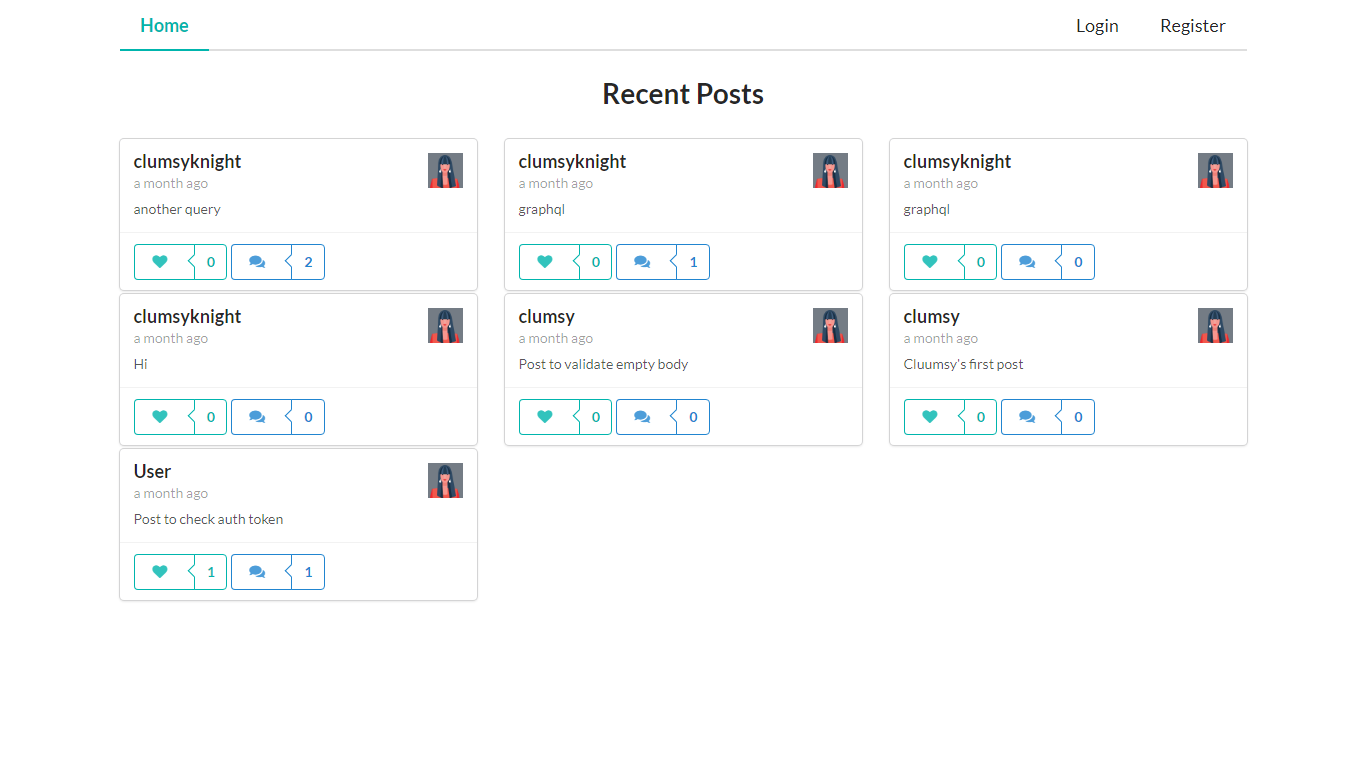 Home
Login
Register
Recent Posts
clumsyknight
a month ago
another query
0
2
clumsyknight
a month ago
graphql
0
1
clumsyknight
a month ago
graphql
0
0
clumsyknight
a month ago
Hi
0
0
clumsy
a month ago
Post to validate empty body
0
0
clumsy
a month ago
Cluumsy's first post
0
0
User
a month ago
Post to check auth token
1
1